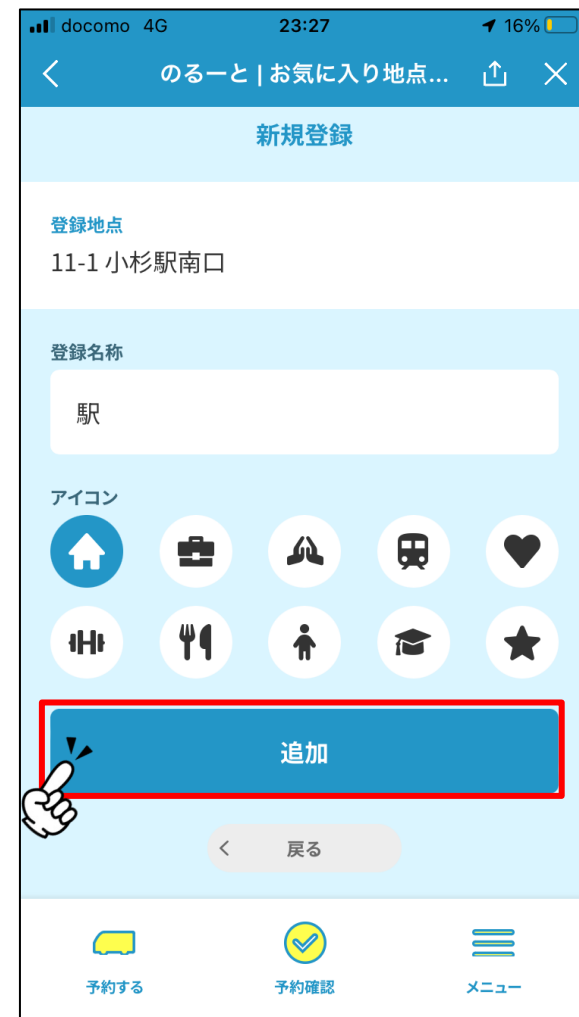 docomo 4G 23:27 16%
のるーと | お気に入り地点...
新規登録
登録地点
11-1 小杉駅南口
登録名称
駅
アイコン
追加
戻る
予約する 予約確認 メニュー